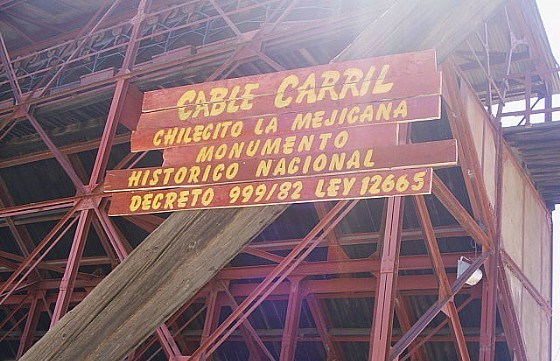 CABLE CARRIL
CHILECITO LA MEJICANA
MONUMENTO
HISTORICO NACIONAL
DECRETO 999/82 LEY 12665